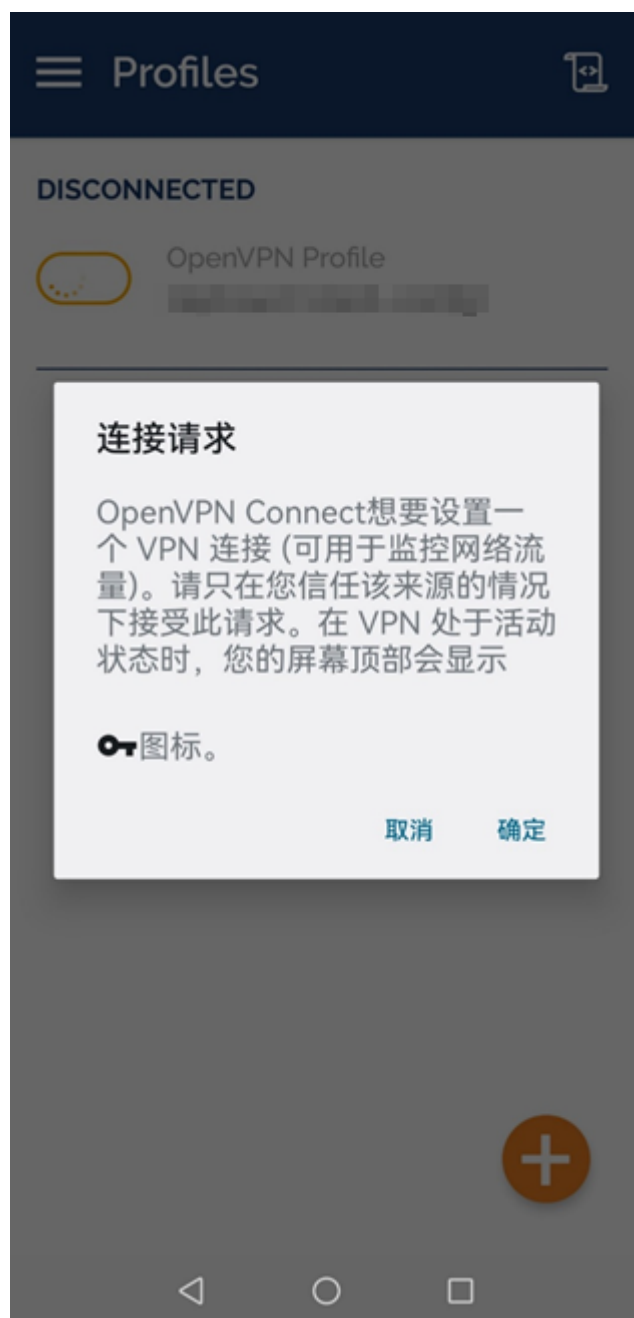 Profiles
DISCONNECTED
OpenVPN Profile
连接请求
OpenVPN Connect想要设置一
个 VPN 连接 (可用于监控网络流
量)。请只在您信任该来源的情况
下接受此请求。在 VPN 处于活动
状态时，您的屏幕顶部会显示
图标。
取消 确定